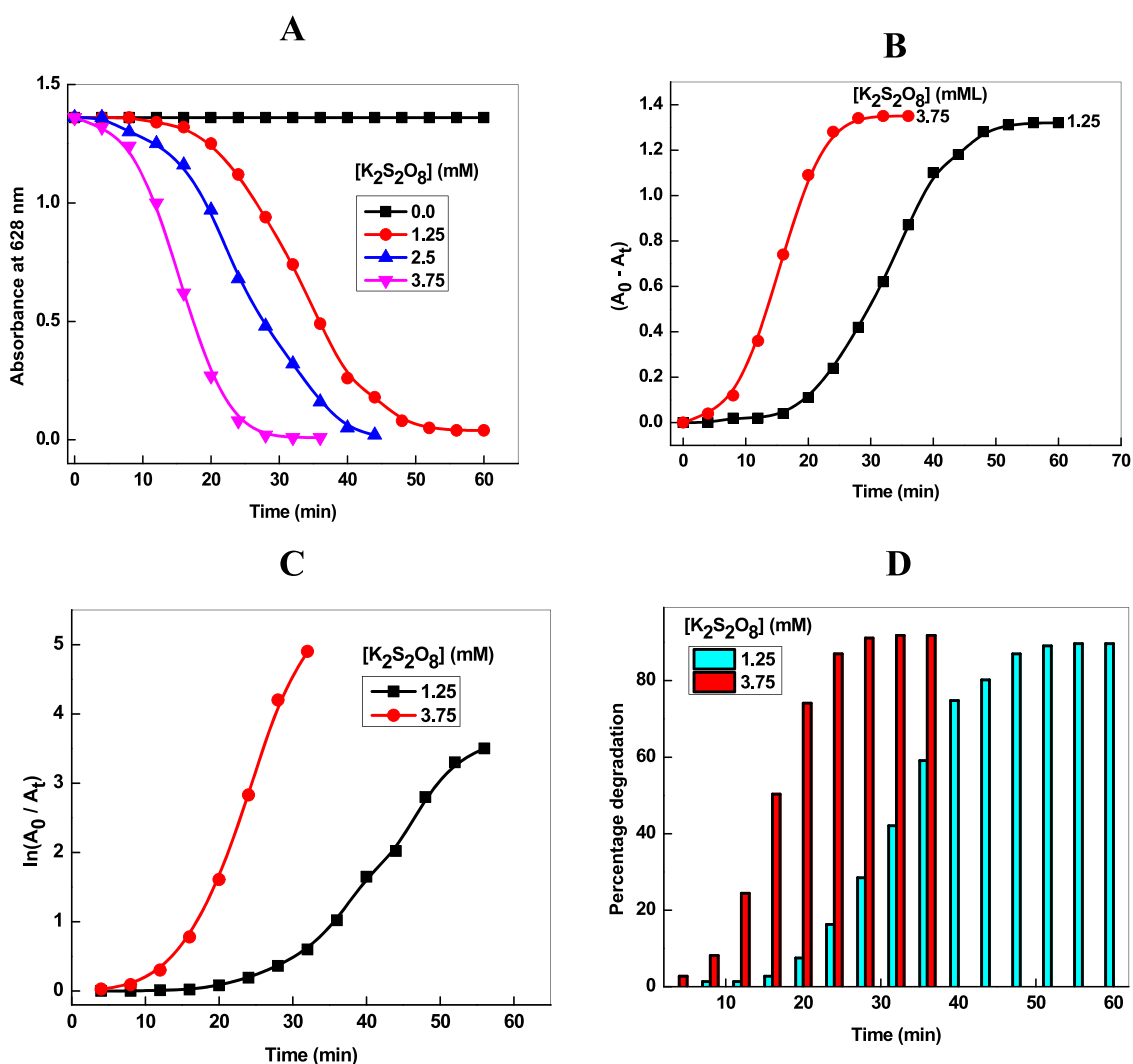 A
1.5
1.0
0.5
0.0
Absorbance at 628 nm
[K₂S₂O₈] (mM)
0.0
1.25
2.5
3.75
0 10 20 30 40 50 60
Time (min)
B
1.4
1.2
1.0
0.8
0.6
0.4
0.2
0.0
(A₀ - Aₜ)
[K₂S₂O₈] (mML)
3.75
1.25
0 10 20 30 40 50 60 70
Time (min)
C
5
4
3
2
1
0
ln(A₀ / Aₜ)
[K₂S₂O₈] (mM)
1.25
3.75
0 10 20 30 40 50 60
Time (min)
D
80
60
40
20
0
Percentage degradation
[K₂S₂O₈] (mM)
1.25
3.75
10 20 30 40 50 60
Time (min)